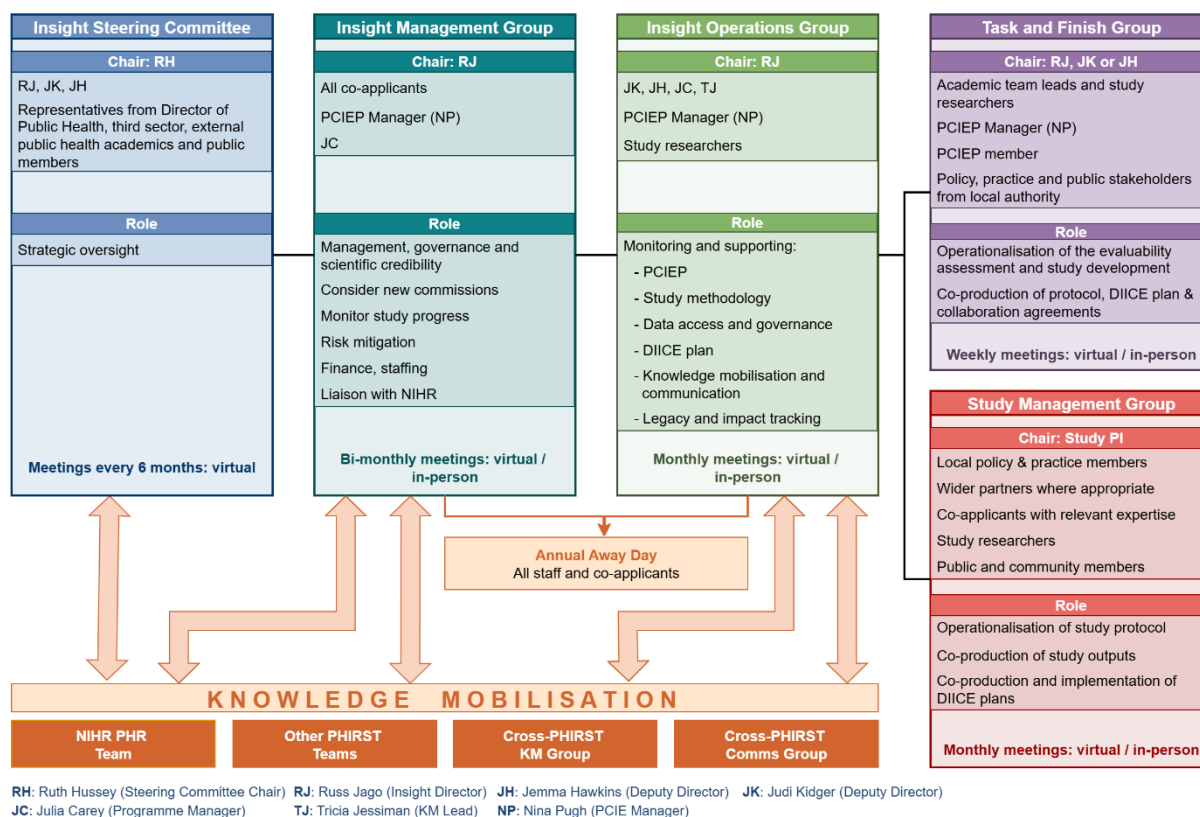 Insight Steering Committee
Chair: RH
RJ, JK, JH
Representatives from Director of
Public Health, third sector, external
public health academics and public
members
Role
Strategic oversight
Meetings every 6 months: virtual
Insight Management Group
Chair: RJ
All co-applicants
PCIEP Manager (NP)
JC
Role
Management, governance and
scientific credibility
Consider new commissions
Monitor study progress
Risk mitigation
Finance, staffing
Liaison with NIHR
Bi-monthly meetings: virtual /
in-person
Insight Operations Group
Chair: RJ
JK, JH, JC, TJ
PCIEP Manager (NP)
Study researchers
Role
Monitoring and supporting:
- PCIEP
- Study methodology
- Data access and governance
- DIICE plan
- Knowledge mobilisation and
communication
- Legacy and impact tracking
Monthly meetings: virtual /
in-person
Task and Finish Group
Chair: RJ, JK or JH
Academic team leads and study
researchers
PCIEP Manager (NP)
PCIEP member
Policy, practice and public stakeholders
from local authority
Role
Operationalisation of the evaluability
assessment and study development
Co-production of protocol, DIICE plan &
collaboration agreements
Weekly meetings: virtual / in-person
Study Management Group
Chair: Study PI
Local policy & practice members
Wider partners where appropriate
Co-applicants with relevant expertise
Study researchers
Public and community members
Role
Operationalisation of study protocol
Co-production of study outputs
Co-production and implementation of
DIICE plans
Monthly meetings: virtual / in-person
Annual Away Day
All staff and co-applicants
KNOWLEDGE MOBILISATION
NIHR PHR
Team
Other PHIRST
Teams
Cross-PHIRST
KM Group
Cross-PHIRST
Comms Group
RH: Ruth Hussey (Steering Committee Chair) RJ: Russ Jago (Insight Director) JH: Jemma Hawkins (Deputy Director) JK: Judi Kidger (Deputy Director)
JC: Julia Carey (Programme Manager) TJ: Tricia Jessiman (KM Lead) NP: Nina Pugh (PCIE Manager)